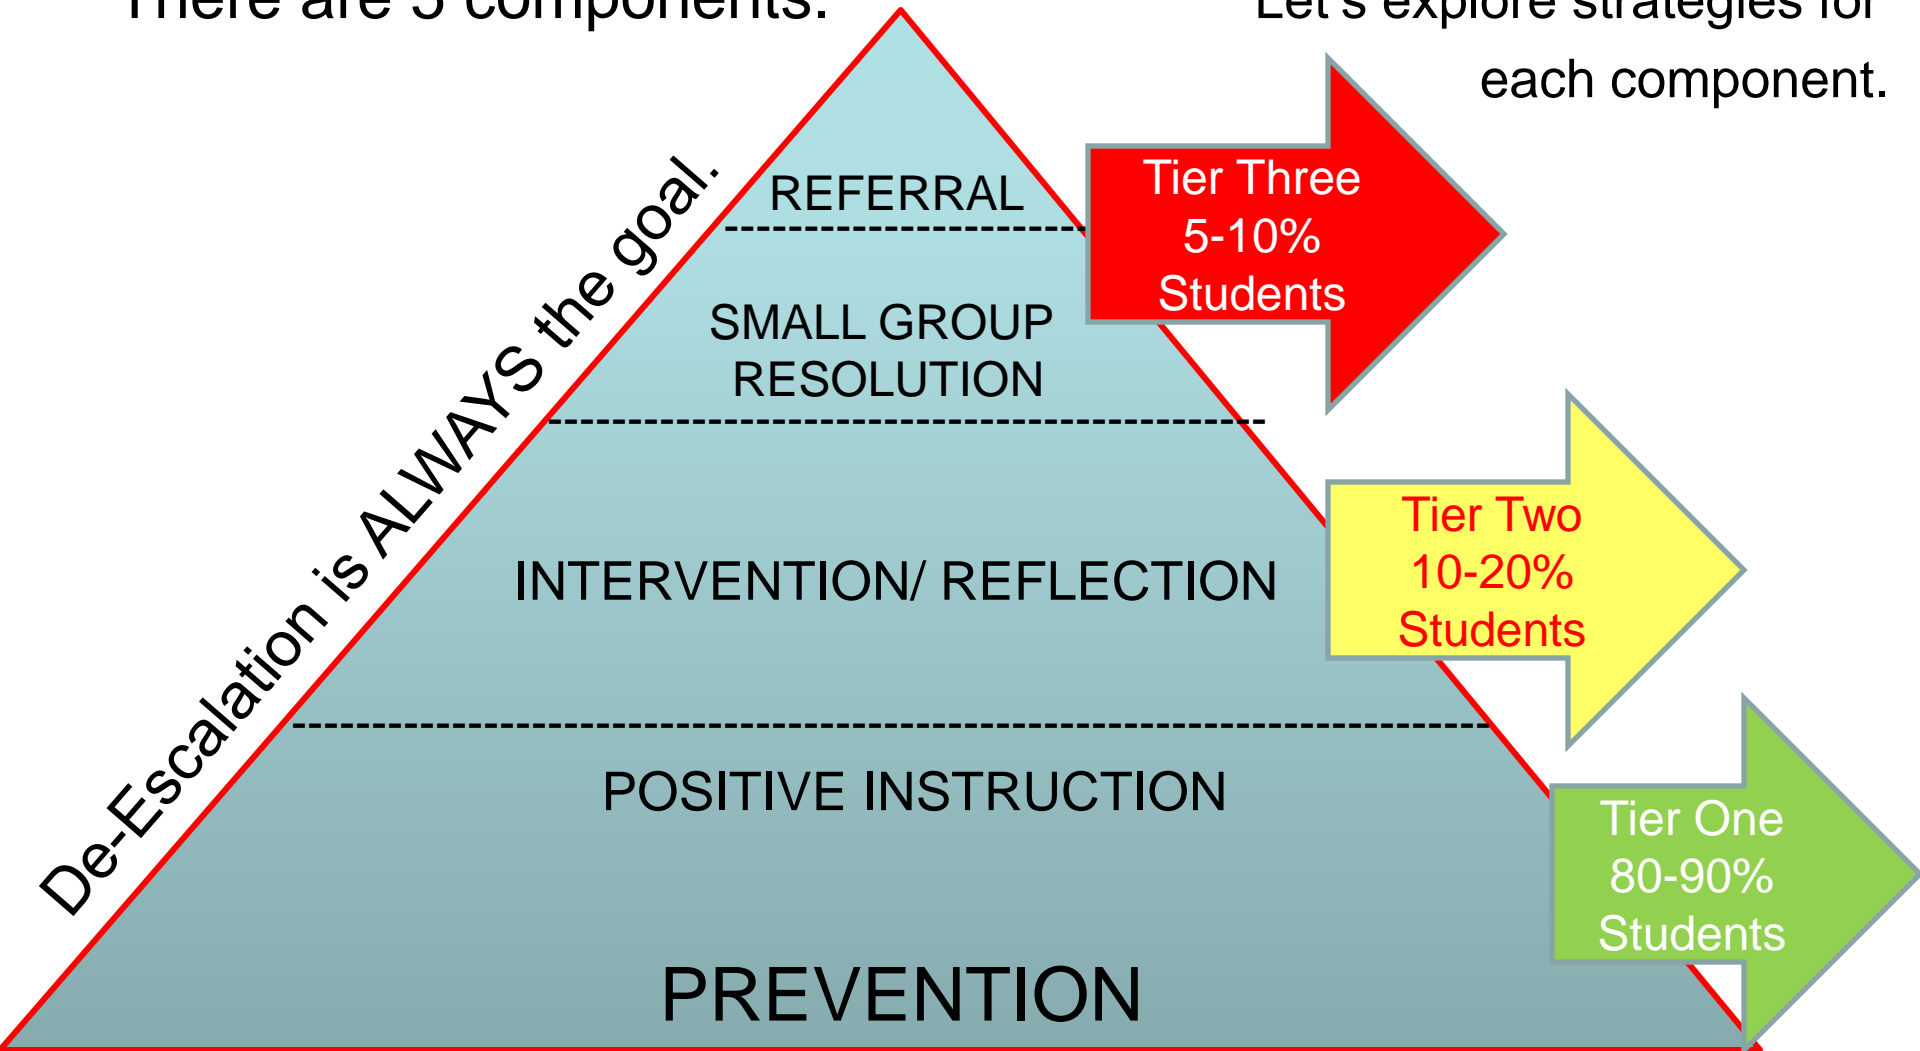 There are 5 components.
Let's explore strategies for
each component.
De-Escalation is ALWAYS the goal.
REFERRAL
Tier Three
5-10%
Students
SMALL GROUP
RESOLUTION
INTERVENTION/ REFLECTION
Tier Two
10-20%
Students
POSITIVE INSTRUCTION
Tier One
80-90%
Students
PREVENTION